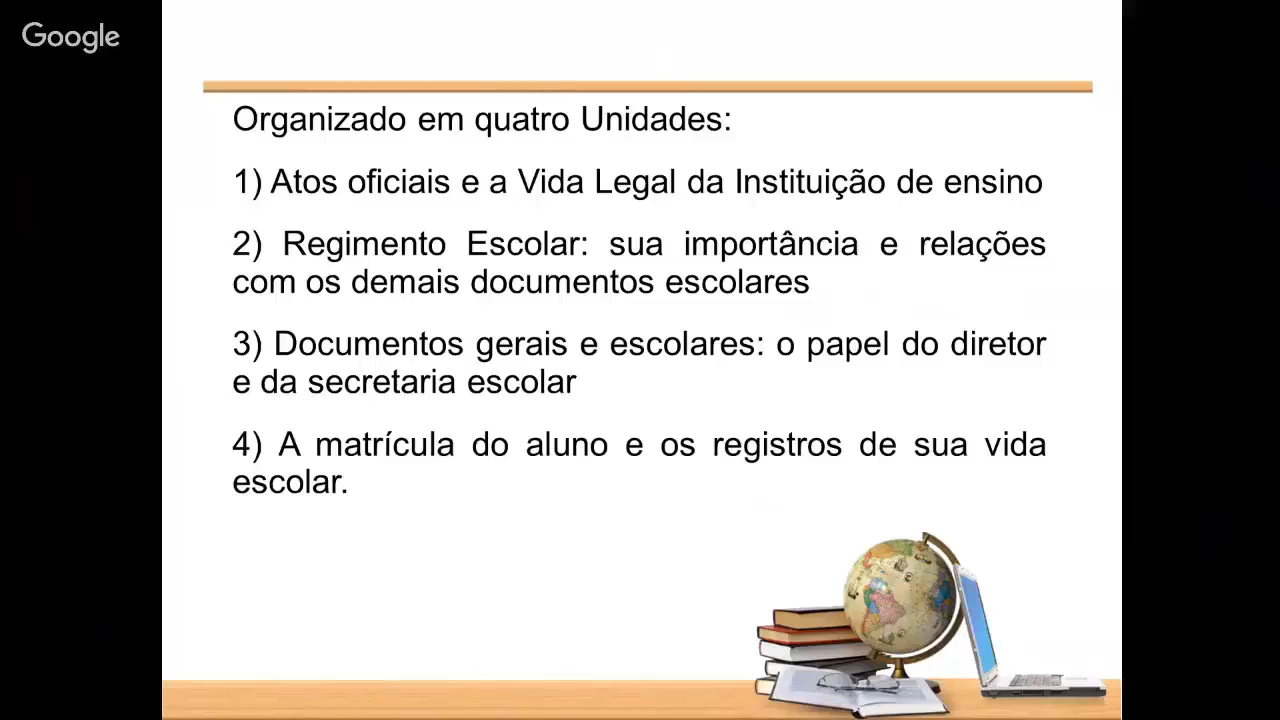 Google
Organizado em quatro Unidades:
1) Atos oficiais e a Vida Legal da Instituição de ensino
2) Regimento Escolar: sua importância e relações
com os demais documentos escolares
3) Documentos gerais e escolares: o papel do diretor
e da secretaria escolar
4) A matrícula do aluno e os registros de sua vida
escolar.